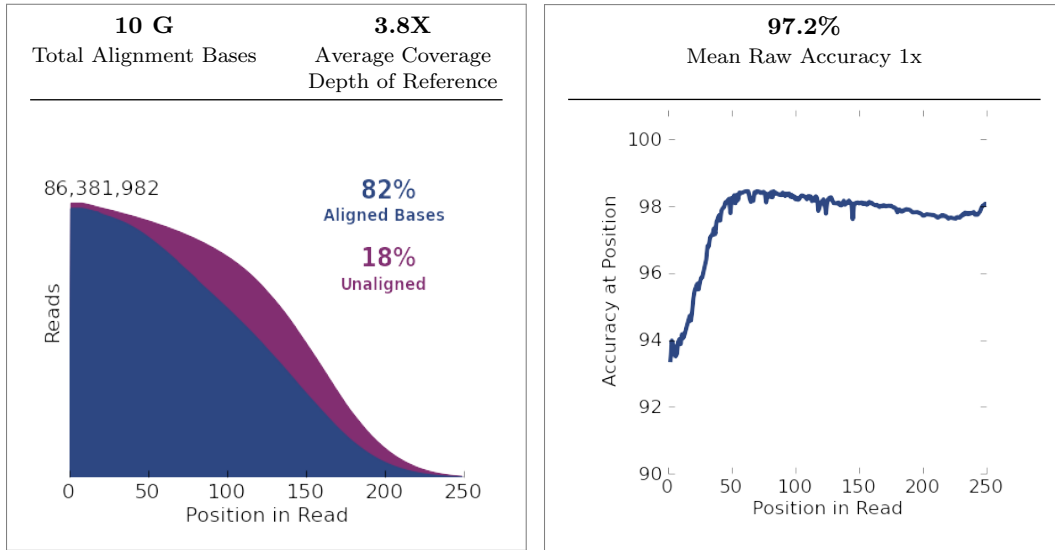 10 G
Total Alignment Bases
3.8X
Average Coverage
Depth of Reference
86,381,982
82%
Aligned Bases
18%
Unaligned
Reads
0 50 100 150 200 250
Position in Read
97.2%
Mean Raw Accuracy 1x
100
98
96
94
92
90
Accuracy at Position
0 50 100 150 200 250
Position in Read